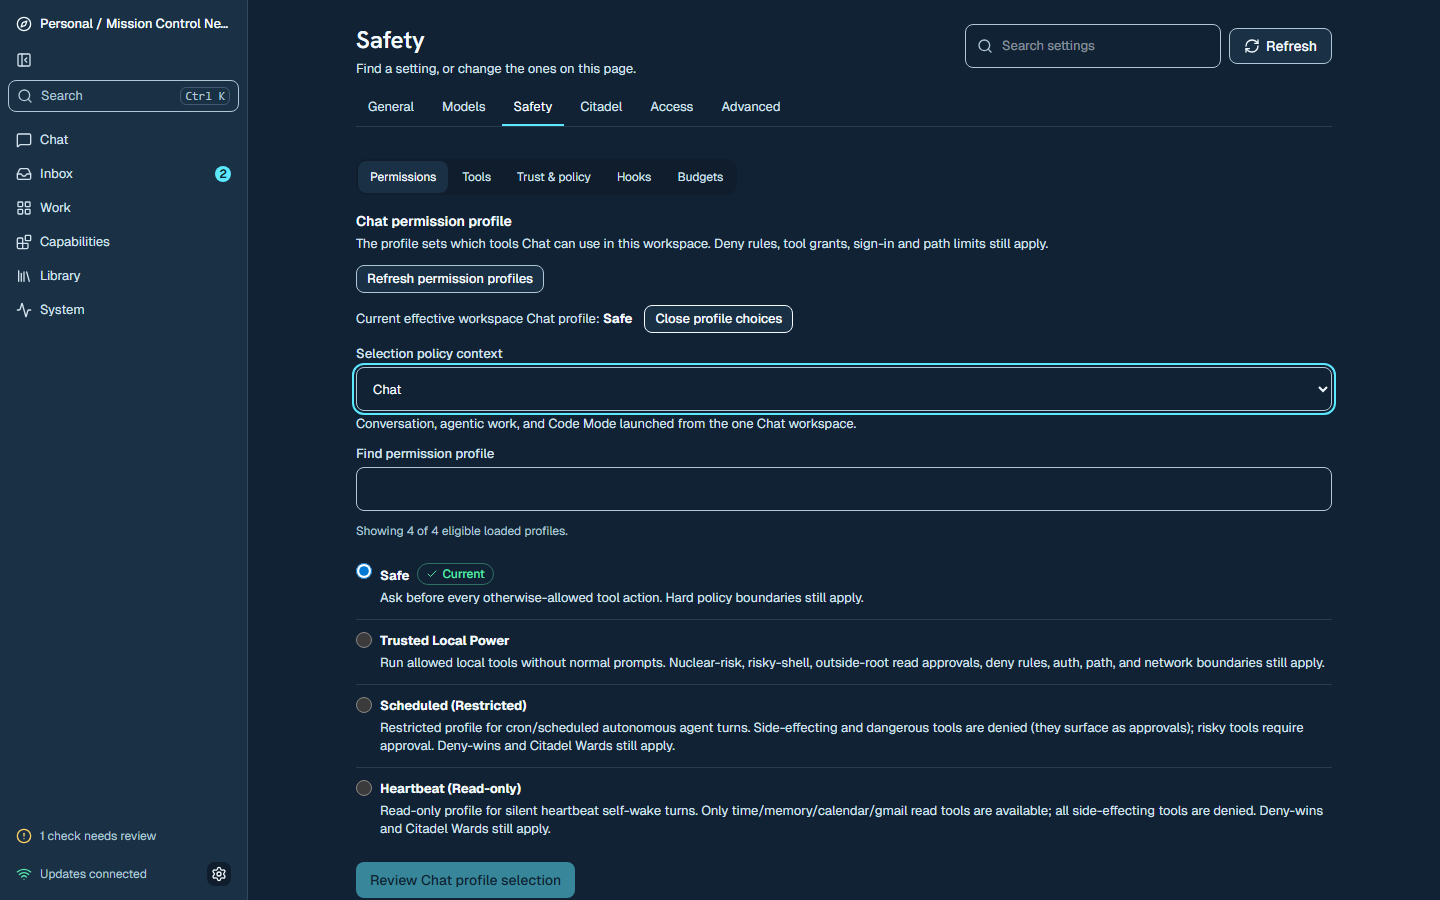 Personal / Mission Control Ne...
Search
Ctrl K
Chat
Inbox
2
Work
Capabilities
Library
System
1 check needs review
Updates connected
Safety
Find a setting, or change the ones on this page.
Search settings
Refresh
General
Models
Safety
Citadel
Access
Advanced
Permissions
Tools
Trust & policy
Hooks
Budgets
Chat permission profile
The profile sets which tools Chat can use in this workspace. Deny rules, tool grants, sign-in and path limits still apply.
Refresh permission profiles
Current effective workspace Chat profile: Safe
Close profile choices
Selection policy context
Chat
Conversation, agentic work, and Code Mode launched from the one Chat workspace.
Find permission profile
Showing 4 of 4 eligible loaded profiles.
Safe
Current
Ask before every otherwise-allowed tool action. Hard policy boundaries still apply.
Trusted Local Power
Run allowed local tools without normal prompts. Nuclear-risk, risky-shell, outside-root read approvals, deny rules, auth, path, and network boundaries still apply.
Scheduled (Restricted)
Restricted profile for cron/scheduled autonomous agent turns. Side-effecting and dangerous tools are denied (they surface as approvals); risky tools require
approval. Deny-wins and Citadel Wards still apply.
Heartbeat (Read-only)
Read-only profile for silent heartbeat self-wake turns. Only time/memory/calendar/gmail read tools are available; all side-effecting tools are denied. Deny-wins
and Citadel Wards still apply.
Review Chat profile selection